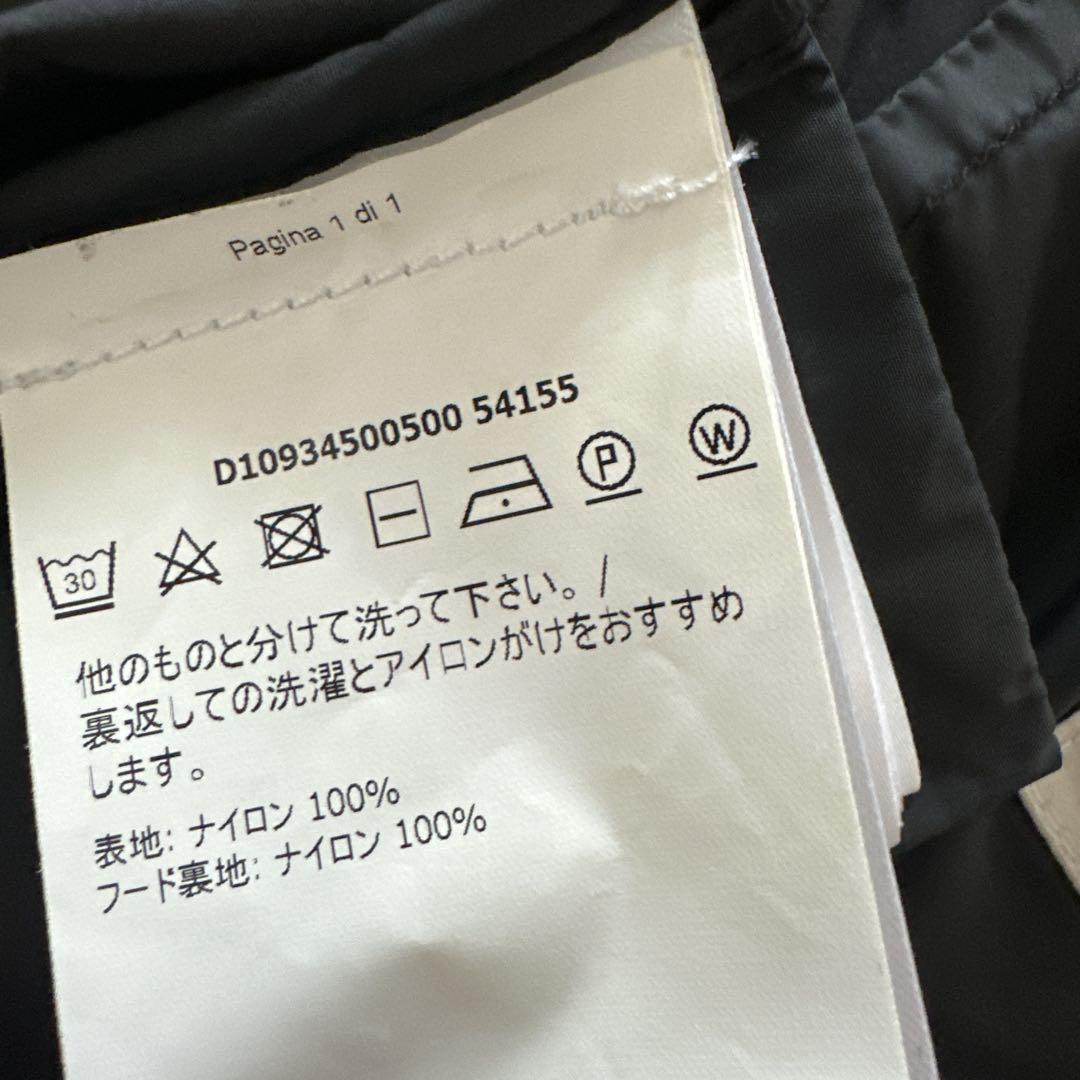 Pagina 1 di 1
D10934500500 54155
30 P W
他のものと分けて洗って下さい。/
裏返しての洗濯とアイロンがけをおすすめ
します。
表地: ナイロン 100%
フード裏地: ナイロン 100%